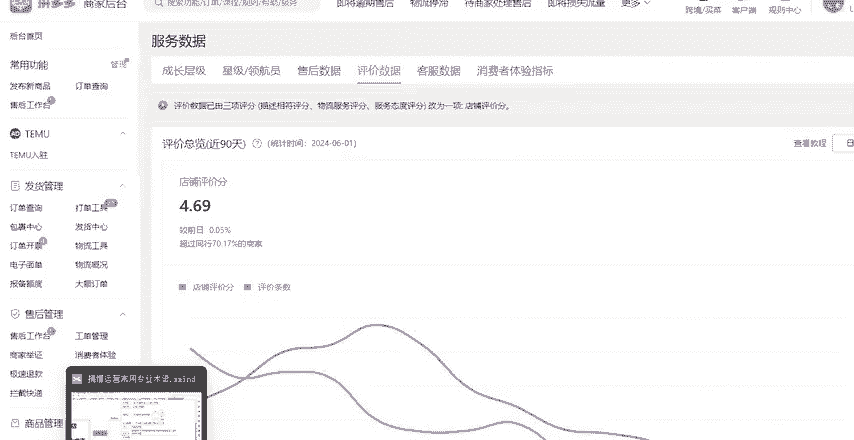 拼多多 商家后台
搜索功能/订单/课程/规则/帮助/服务
即将逾期售后 物流停滞 待商家处理售后 即将损失流量 更多
跨境/买菜 客户端 规则中心
后台首页
常用功能 管理
发布新商品 订单查询
售后工作台
TEMU
TEMU入驻
发货管理
订单查询 打单工具
包裹中心 发货中心
订单开票 物流工具
电子面单 物流概况
报备额度 大额订单
售后管理
售后工作台 工单管理
商家举证 消费者体验
极速退款
拦截快递
商品管理
服务数据
成长层级 星级/领航员 售后数据 评价数据 客服数据 消费者体验指标
评价数据已由三项评分 (描述相符评分、物流服务评分、服务态度评分) 改为一项: 店铺评价分。
评价总览(近90天) (统计时间: 2024-06-01)
查看教程
店铺评价分
4.69
较前日 0.05%
超过同行70.17%的商家
店铺评价分 评价条数